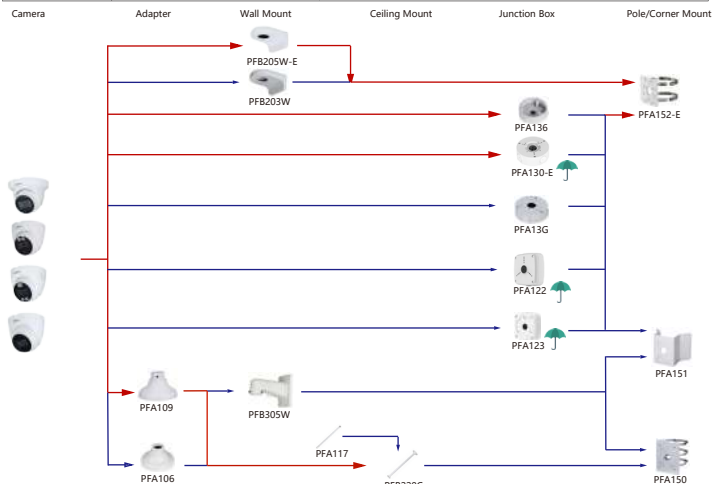 Camera Adapter Wall Mount Ceiling Mount Junction Box Pole/Corner Mount
PFB205W-E
PFB203W
PFA152-E
PFA136
PFA130-E
PFA13G
PFA122
PFA123
PFA151
PFA109
PFB305W
PFA117
PFA106
PFA150